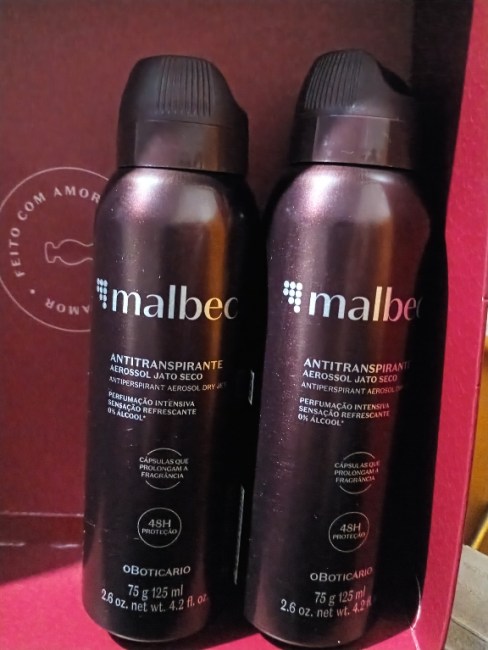 FEITO COM AMOR
AMOR
malbec
ANTITRANSPIRANTE
AEROSSOL JATO SECO
ANTIPERSPIRANT AEROSOL DRY JET
PERFUMAÇÃO INTENSIVA
SENSAÇÃO REFRESCANTE
0% ÁLCOOL*
CÁPSULAS QUE
PROLONGAM A
FRAGRÂNCIA
48H
PROTEÇÃO
oBOTICÁRIO
75 g 125 ml
2.6 oz. net wt. 4.2 fl. oz.
malbec
ANTITRANSPIRANTE
AEROSSOL JATO SECO
ANTIPERSPIRANT AEROSOL DRY
PERFUMAÇÃO INTENSIVA
SENSAÇÃO REFRESCANTE
0% ÁLCOOL*
CÁPSULAS QUE
PROLONGAM A
FRAGRÂNCIA
48H
PROTEÇÃO
oBOTICÁRIO
75 g 125 ml
2.6 oz. net wt. 4.2 fl.